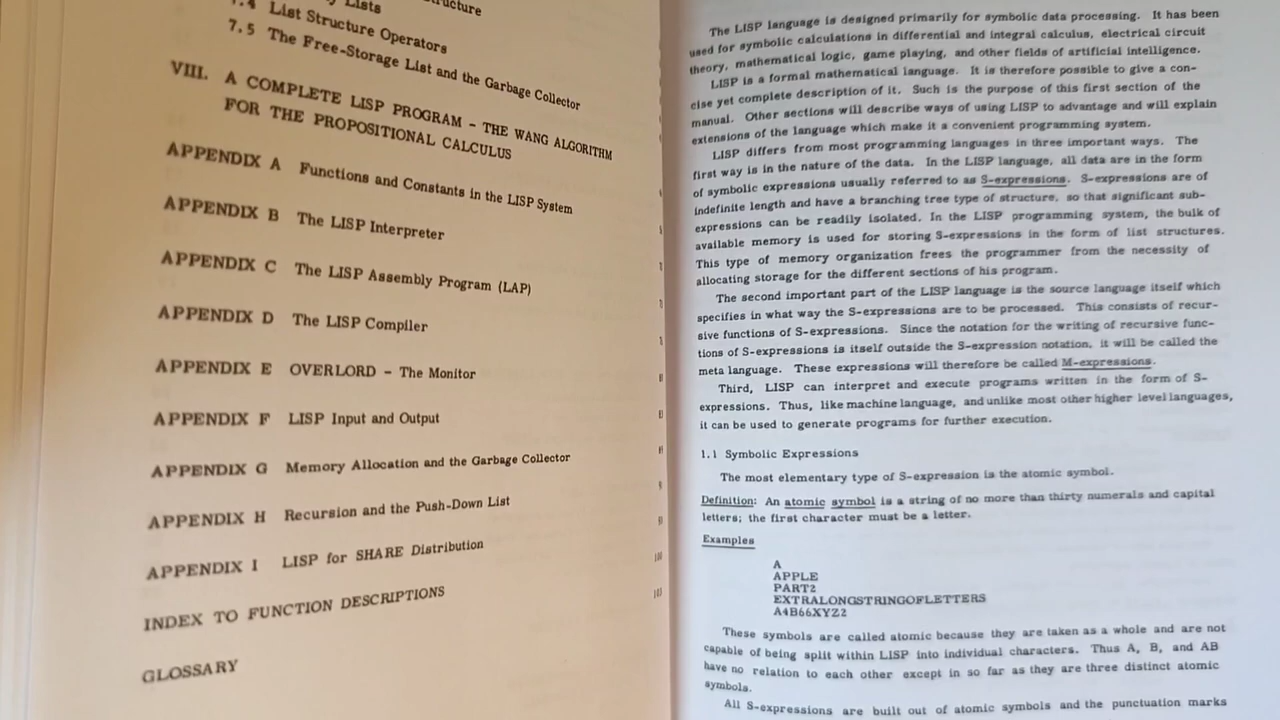 Lists
7.4 List Structure Operators
7.5 The Free-Storage List and the Garbage Collector
VIII. A COMPLETE LISP PROGRAM - THE WANG ALGORITHM
FOR THE PROPOSITIONAL CALCULUS
APPENDIX A Functions and Constants in the LISP System
APPENDIX B The LISP Interpreter
APPENDIX C The LISP Assembly Program (LAP)
APPENDIX D The LISP Compiler
APPENDIX E OVERLORD - The Monitor
APPENDIX F LISP Input and Output
APPENDIX G Memory Allocation and the Garbage Collector
APPENDIX H Recursion and the Push-Down List
APPENDIX I LISP for SHARE Distribution
INDEX TO FUNCTION DESCRIPTIONS
GLOSSARY
The LISP language is designed primarily for symbolic data processing. It has been
used for symbolic calculations in differential and integral calculus, electrical circuit
theory, mathematical logic, game playing, and other fields of artificial intelligence.
LISP is a formal mathematical language. It is therefore possible to give a con-
cise yet complete description of it. Such is the purpose of this first section of the
manual. Other sections will describe ways of using LISP to advantage and will explain
extensions of the language which make it a convenient programming system.
LISP differs from most programming languages in three important ways. The
first way is in the nature of the data. In the LISP language, all data are in the form
of symbolic expressions usually referred to as S-expressions. S-expressions are of
indefinite length and have a branching tree type of structure, so that significant sub-
expressions can be readily isolated. In the LISP programming system, the bulk of
available memory is used for storing S-expressions in the form of list structures.
This type of memory organization frees the programmer from the necessity of
allocating storage for the different sections of his program.
The second important part of the LISP language is the source language itself which
specifies in what way the S-expressions are to be processed. This consists of recur-
sive functions of S-expressions. Since the notation for the writing of recursive func-
tions of S-expressions is itself outside the S-expression notation, it will be called the
meta language. These expressions will therefore be called M-expressions.
Third, LISP can interpret and execute programs written in the form of S-
expressions. Thus, like machine language, and unlike most other higher level languages,
it can be used to generate programs for further execution.
1.1 Symbolic Expressions
The most elementary type of S-expression is the atomic symbol.
Definition: An atomic symbol is a string of no more than thirty numerals and capital
letters; the first character must be a letter.
Examples
A
APPLE
PART2
EXTRALONGSTRINGOFLETTERS
A4B66XYZ2
These symbols are called atomic because they are taken as a whole and are not
capable of being split within LISP into individual characters. Thus A, B, and AB
have no relation to each other except in so far as they are three distinct atomic
symbols.
All S-expressions are built out of atomic symbols and the punctuation marks